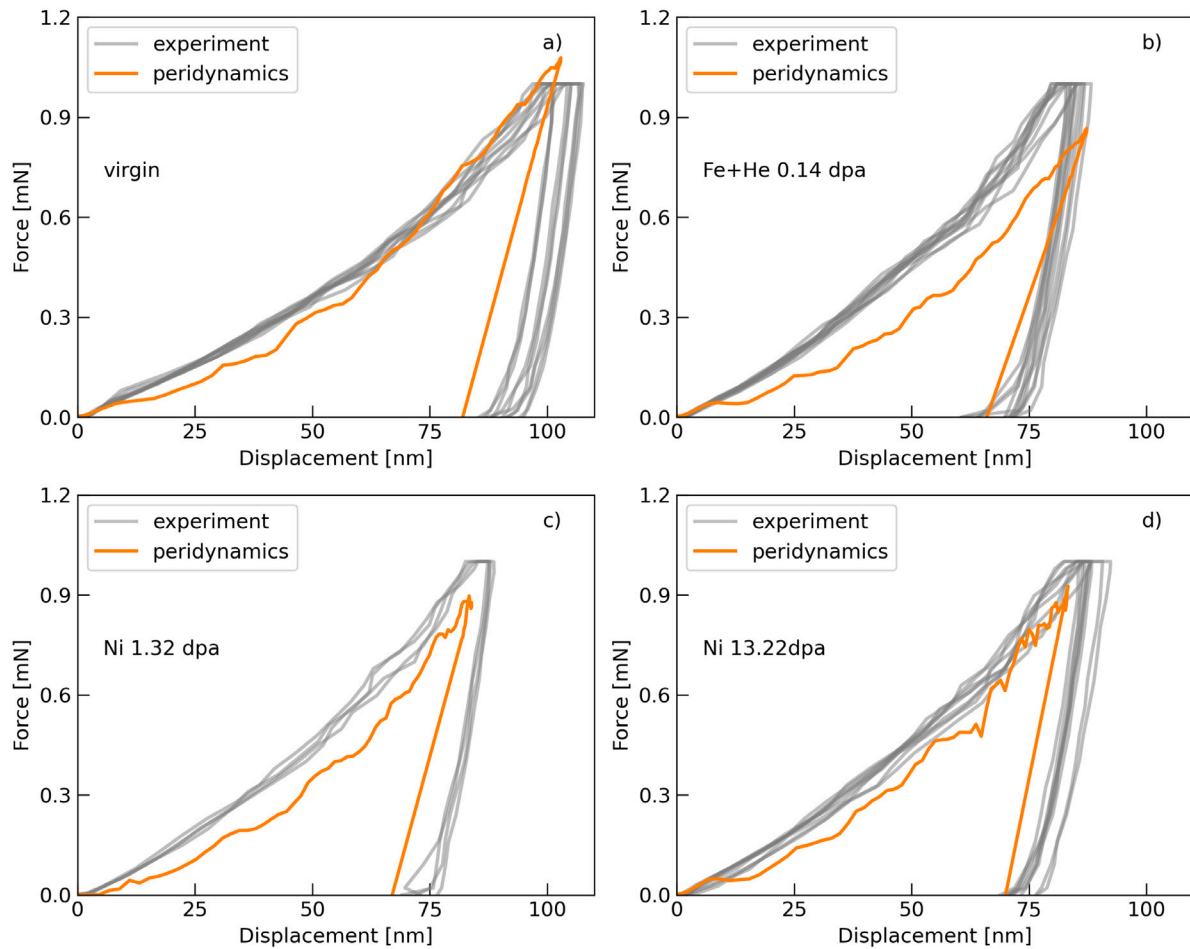 1.2
experiment
a)
peridynamics
0.9
virgin
0.6
0.3
0.0
Force [mN]
0 25 50 75 100
Displacement [nm]
1.2
experiment
b)
peridynamics
0.9
Fe+He 0.14 dpa
0.6
0.3
0.0
Force [mN]
0 25 50 75 100
Displacement [nm]
1.2
experiment
c)
peridynamics
0.9
Ni 1.32 dpa
0.6
0.3
0.0
Force [mN]
0 25 50 75 100
Displacement [nm]
1.2
experiment
d)
peridynamics
0.9
Ni 13.22dpa
0.6
0.3
0.0
Force [mN]
0 25 50 75 100
Displacement [nm]